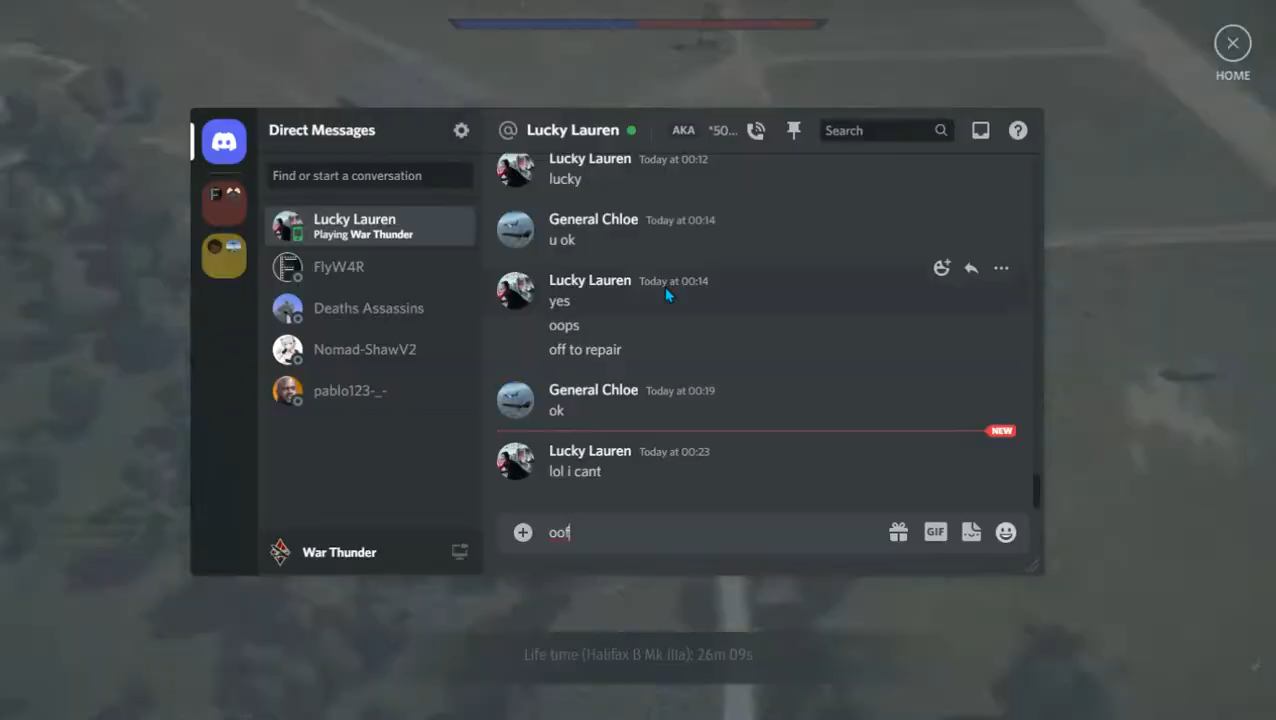 HOME
Direct Messages
Lucky Lauren
AKA
*50...
Search
Find or start a conversation
Lucky Lauren
Playing War Thunder
FlyW4R
Deaths Assassins
Nomad-ShawV2
pablo123-_-
War Thunder
Lucky Lauren Today at 00:12
lucky
General Chloe Today at 00:14
u ok
Lucky Lauren Today at 00:14
yes
oops
off to repair
General Chloe Today at 00:19
ok
NEW
Lucky Lauren Today at 00:23
lol i cant
oof
GIF
Life time (Halifax B Mk IIIa): 26m 09s